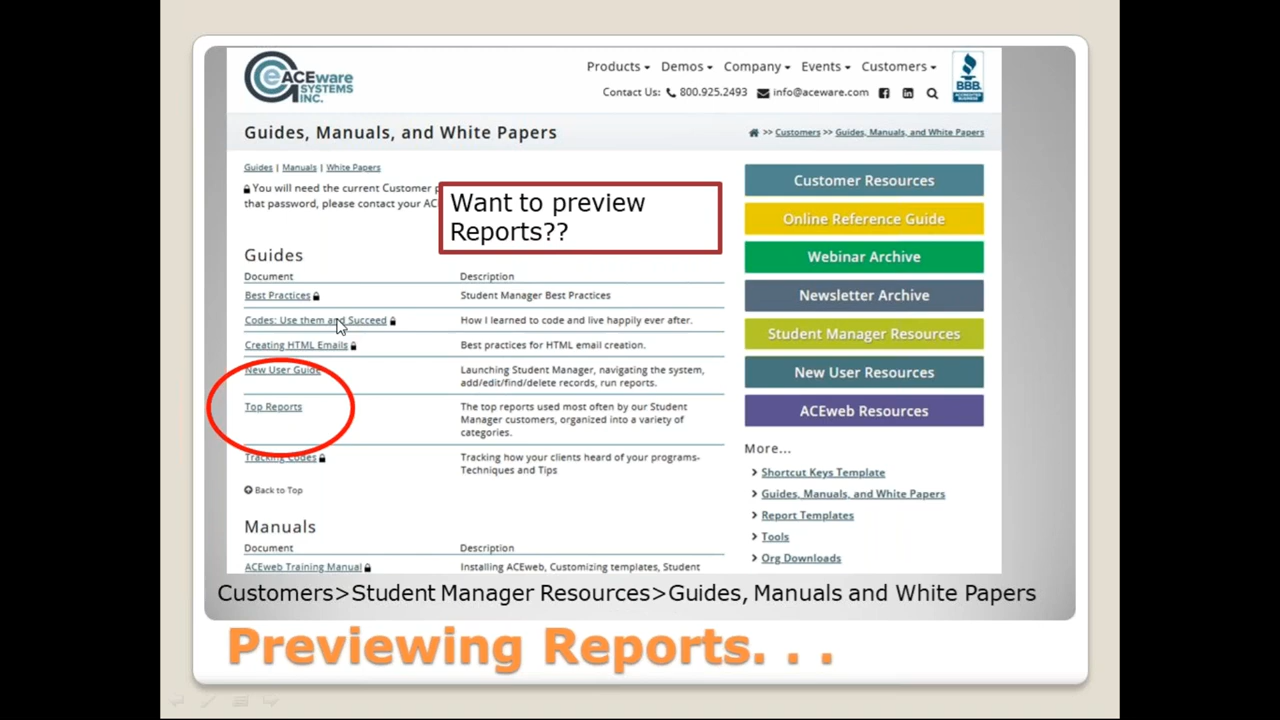 ACEware
SYSTEMS
INC.
Products Demos Company Events Customers
Contact Us: 800.925.2493 info@aceware.com
BBB.
Guides, Manuals, and White Papers
>> Customers >> Guides, Manuals, and White Papers
Guides | Manuals | White Papers
You will need the current Customer
that password, please contact your
Want to preview
Reports??
Guides
Document Description
Best Practices Student Manager Best Practices
Codes: Use them and Succeed How I learned to code and live happily ever after.
Creating HTML Emails Best practices for HTML email creation.
New User Guide Launching Student Manager, navigating the system,
add/edit/find/delete records, run reports.
Top Reports The top reports used most often by our Student
Manager customers, organized into a variety of
categories.
Tracking Codes Tracking how your clients heard of your programs-
Techniques and Tips
Back to Top
Manuals
Document Description
ACEweb Training Manual Installing ACEweb, Customizing templates, Student
Customer Resources
Online Reference Guide
Webinar Archive
Newsletter Archive
Student Manager Resources
New User Resources
ACEweb Resources
More...
Shortcut Keys Template
Guides, Manuals, and White Papers
Report Templates
Tools
Org Downloads
Customers>Student Manager Resources>Guides, Manuals and White Papers
Previewing Reports. . .